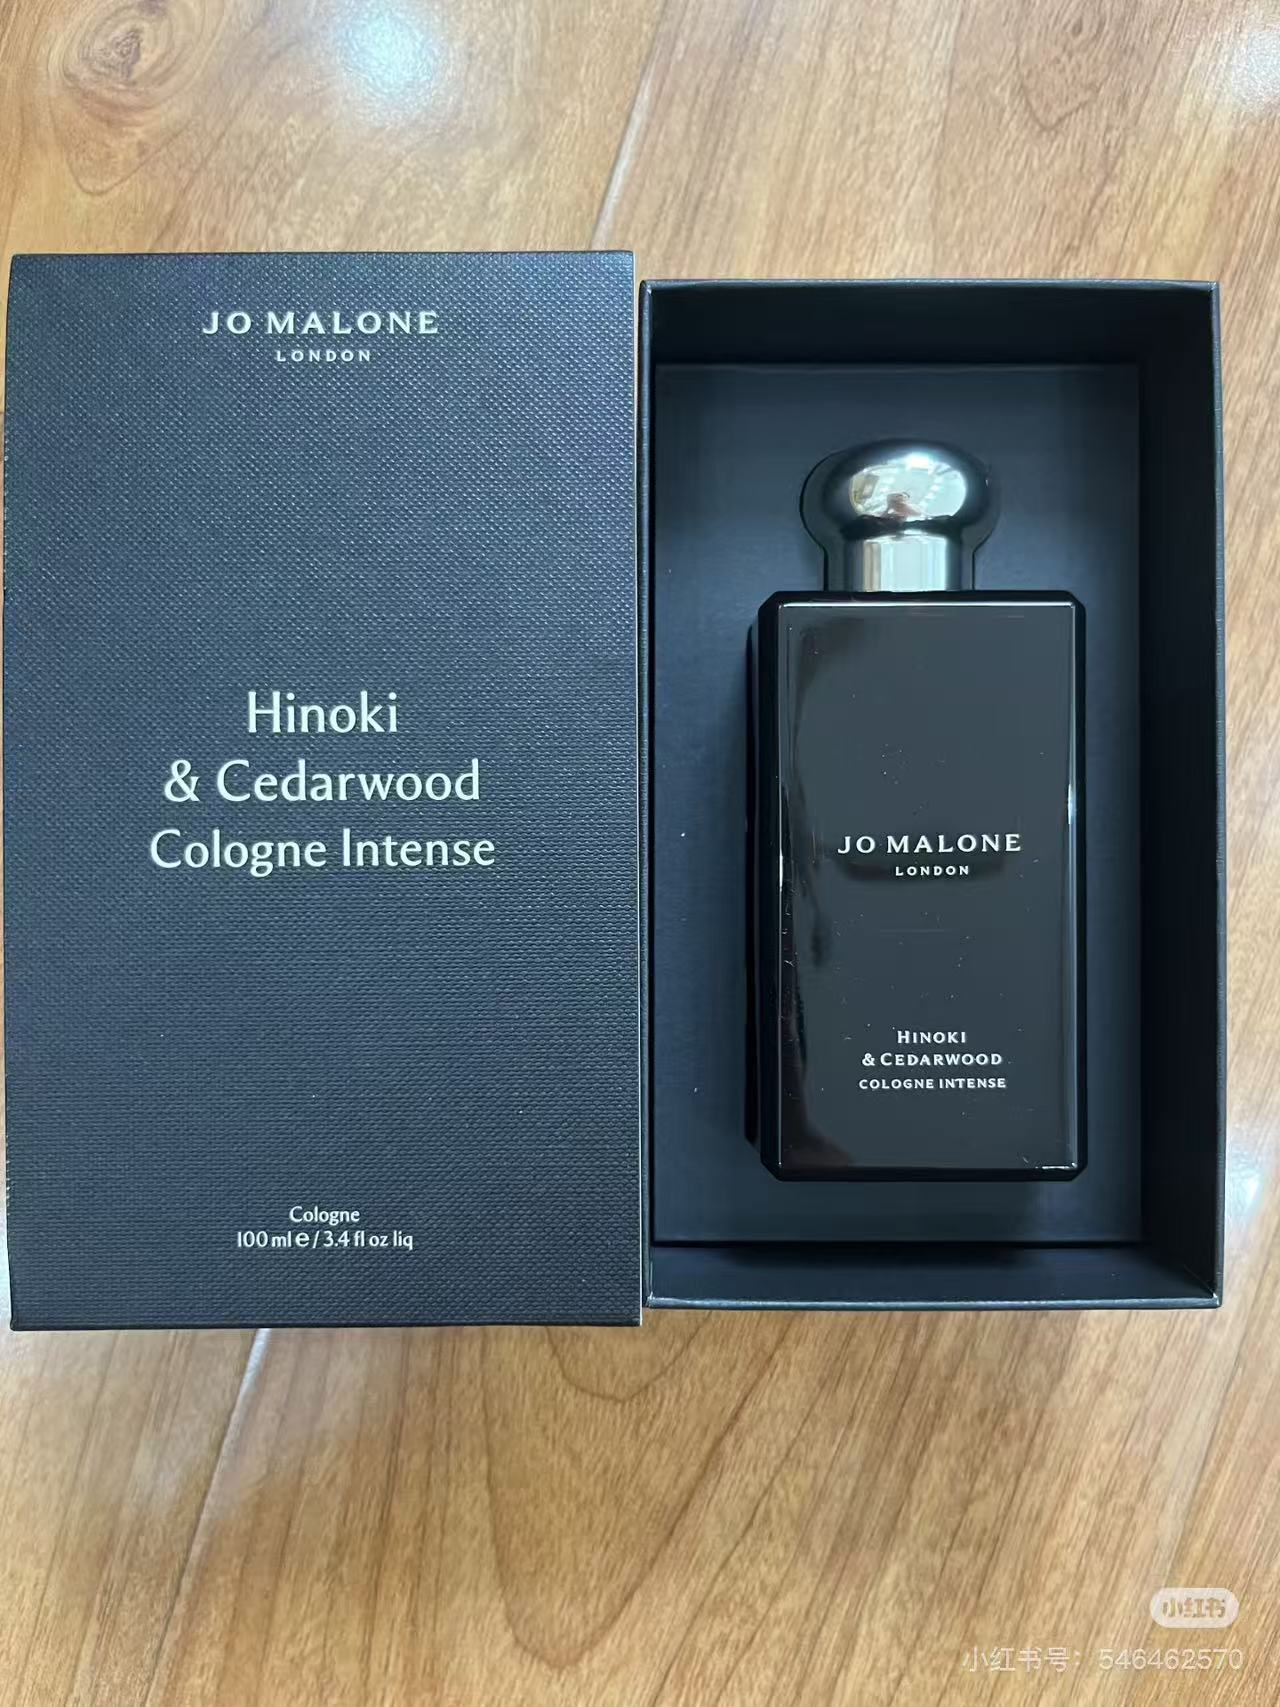 JO MALONE
LONDON
Hinoki
& Cedarwood
Cologne Intense
Cologne
100 ml e / 3.4 fl oz liq
JO MALONE
LONDON
HINOKI
& CEDARWOOD
COLOGNE INTENSE
小红书
小红书号：546462570